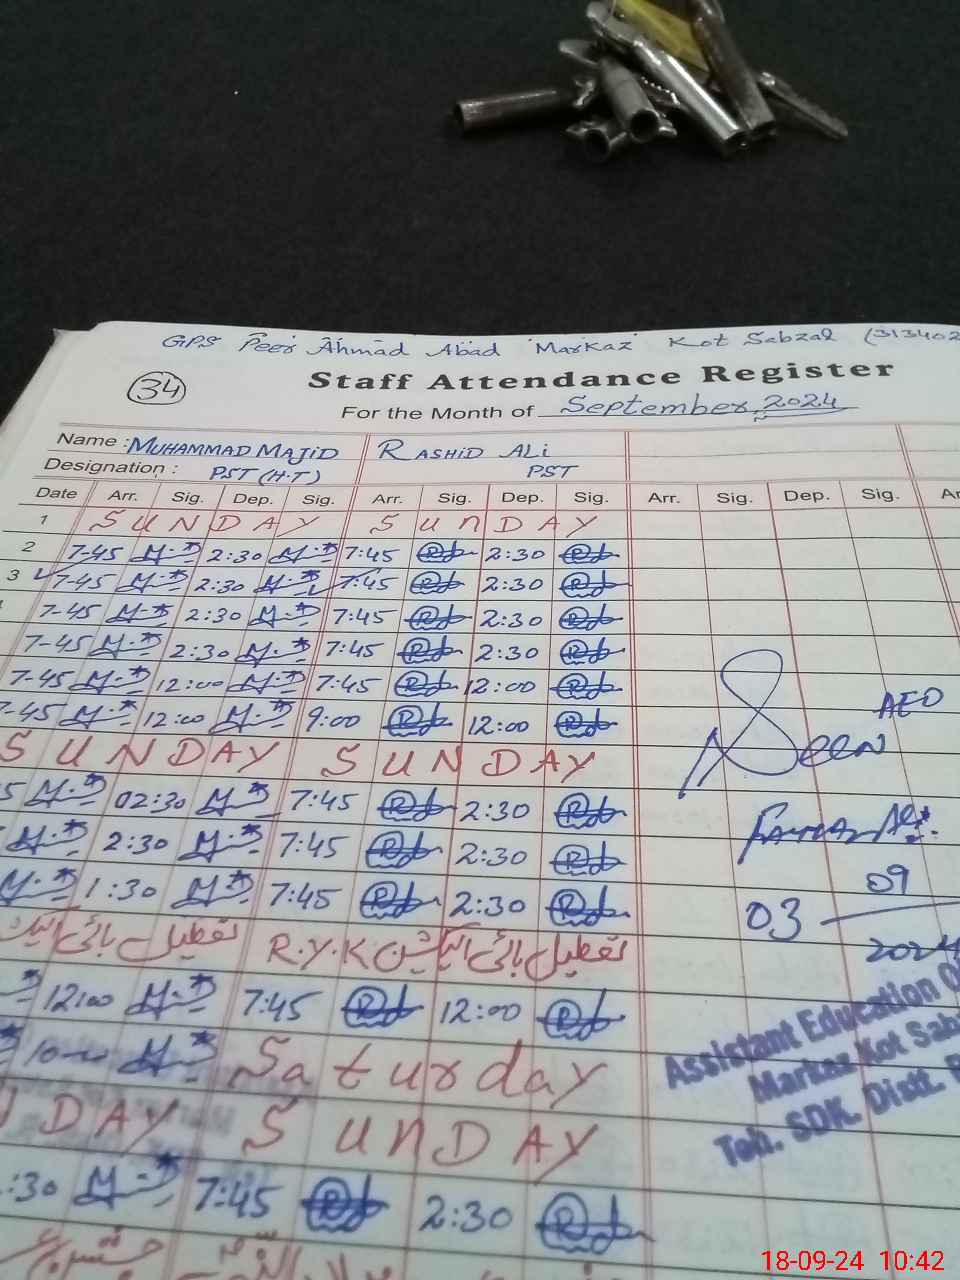 GPS Peer Ahmad Abad Markaz Kot Sabzal (313402
34
Staff Attendance Register
For the Month of September, 2024
Name : MUHAMMAD MAJID RASHID ALi
Designation : PST (H.T) PST
Date Arr. Sig. Dep. Sig. Arr. Sig. Dep. Sig. Arr. Sig. Dep. Sig. Ar
1 SUNDAY SUNDAY
2 7-45 2:30 7:45 2:30
3 7-45 2:30 7:45 2:30
7-45 2:30 7:45 2:30
7-45 2:30 7:45 2:30
7-45 12:00 7:45 12:00
7-45 12:00 9:00 12:00
SUNDAY SUNDAY
5 02:30 7:45 2:30
2:30 7:45 2:30
1:30 7:45 2:30
تعطیل R.Y.K تعطیل
12:00 7:45 12:00
10-00 Saturday
DAY SUNDAY
:30 7:45 2:30
Seen
AEO
03
09
2024
Assistant Education O
Markaz Kot Sab
Teh. SDK. Distt. R
18-09-24 10:42